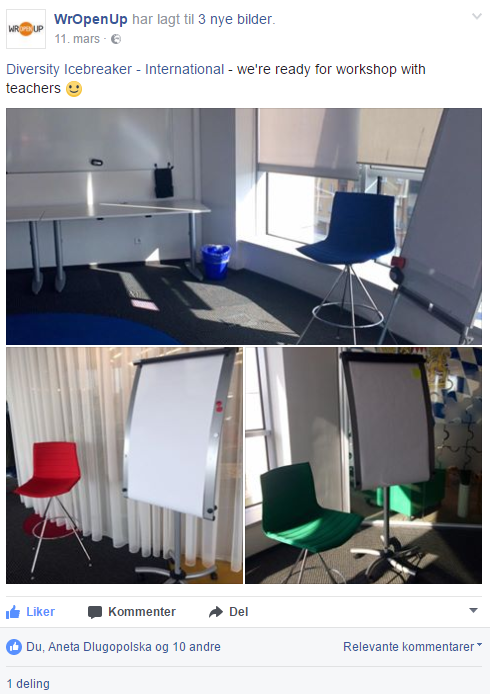 WROPENUP
WrOpenUp har lagt til 3 nye bilder.
11. mars ·
Diversity Icebreaker - International - we're ready for workshop with
teachers
Liker
Kommenter
Del
Du, Aneta Dlugopolska og 10 andre
Relevante kommentarer
1 deling